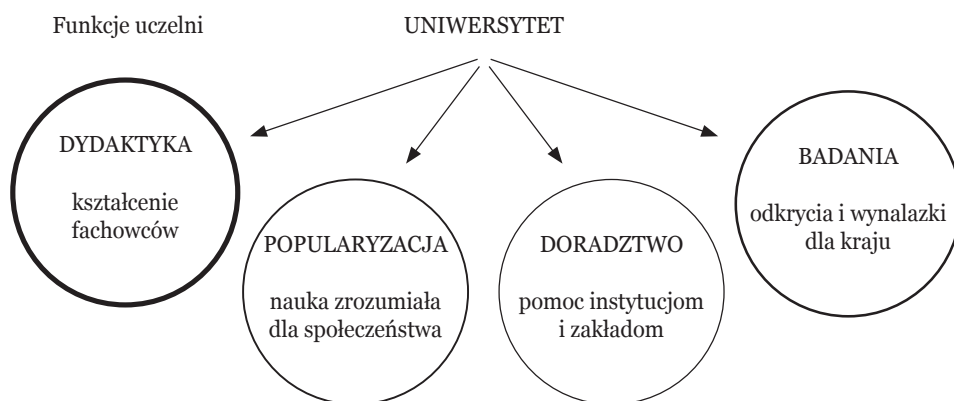 Funkcje uczelni
UNIWERSYTET
DYDAKTYKA
kształcenie
fachowców
POPULARYZACJA
nauka zrozumiała
dla społeczeństwa
DORADZTWO
pomoc instytucjom
i zakładom
BADANIA
odkrycia i wynalazki
dla kraju